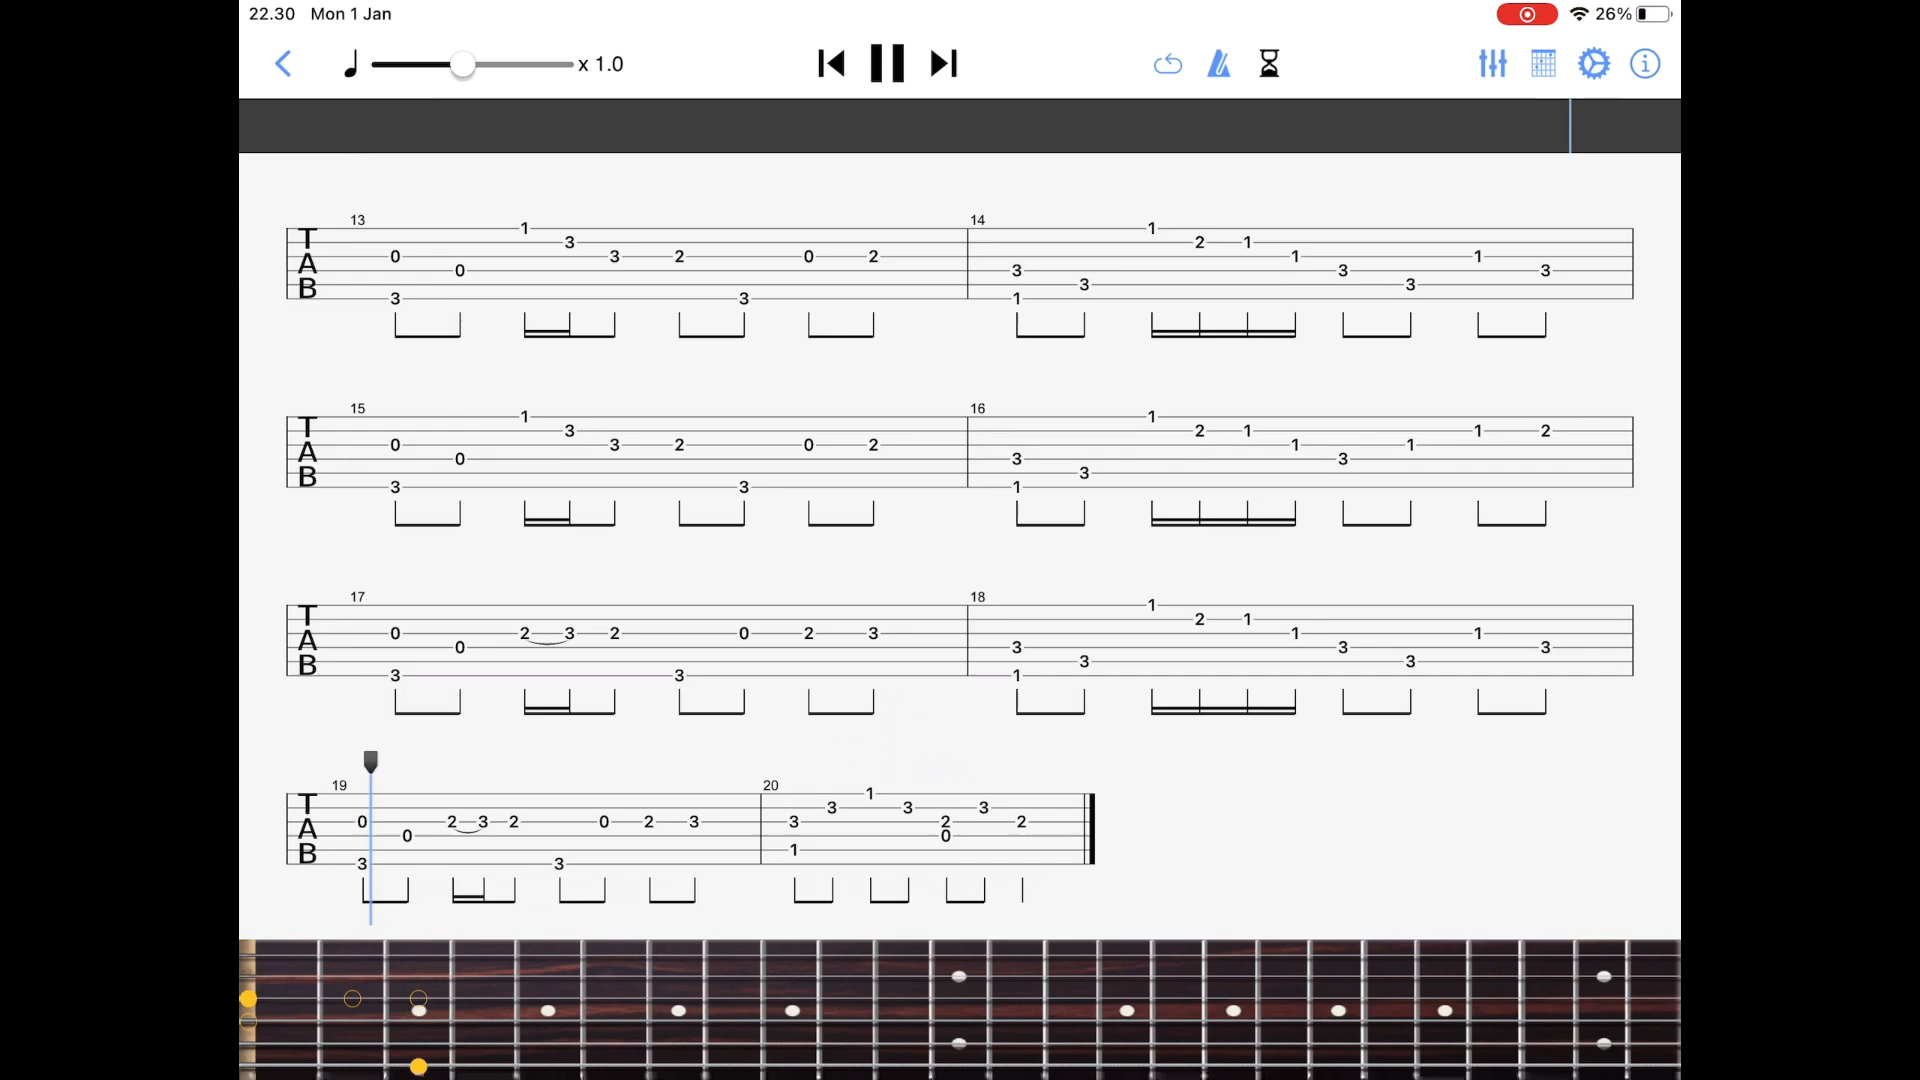 22.30 Mon 1 Jan 26%
x 1.0
13 14
1 1
3 2 1
0 3 2 0 2 1 1
0 3 3 3
3 3
3 3 1
T
A
B
15 16
1 1
3 2 1 1 2
0 3 2 0 2 1 1
0 3 3
3
3 3 1
T
A
B
17 18
1
2 1
0 2 3 2 0 2 3 1 1
0 3 3 3
3 3
3 3 1
T
A
B
19 20
1
3 3 3
0 2 3 2 0 2 3 3 2 2
0 0
1
3 3
T
A
B